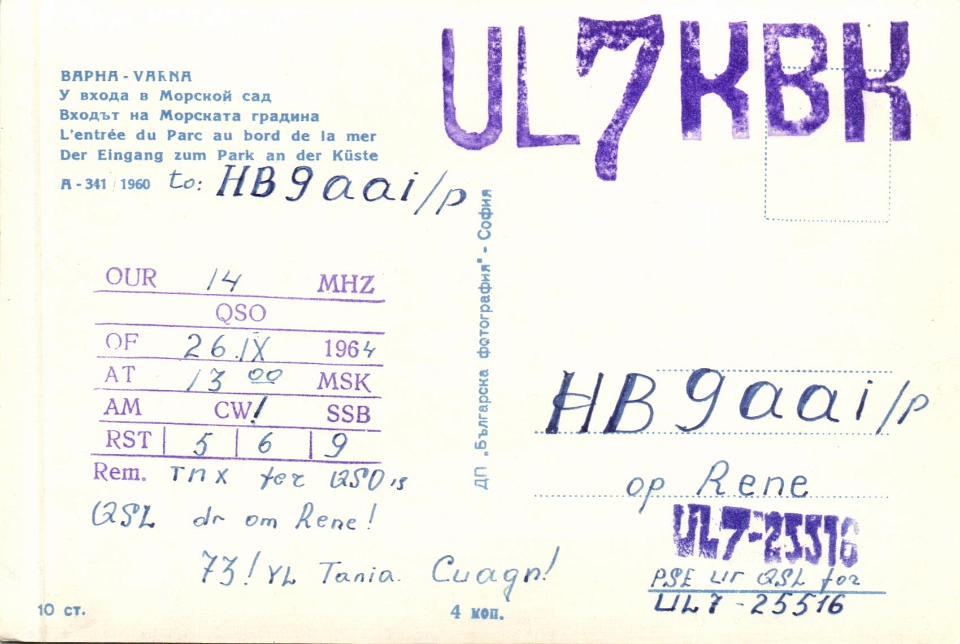 UL7KBK
ВАРНА - VARNA
У входа в Морской сад
Входът на Морската градина
L'entrée du Parc au bord de la mer
Der Eingang zum Park an der Küste
A - 341 / 1960 to: HB9aai/p
ДП „Българска фотография" - София
OUR 14 MHZ
QSO
OF 26.IX 1964
AT 13 00 MSK
AM CW! SSB
RST | 5 | 6 | 9
Rem. TNX fer QSO is
QSL dr om Rene!
73! YL Tania. Cuagn!
HB9aai/p
op Rene
UL7-25516
PSE ur QSL for
UL7-25516
10 ст.
4 коп.